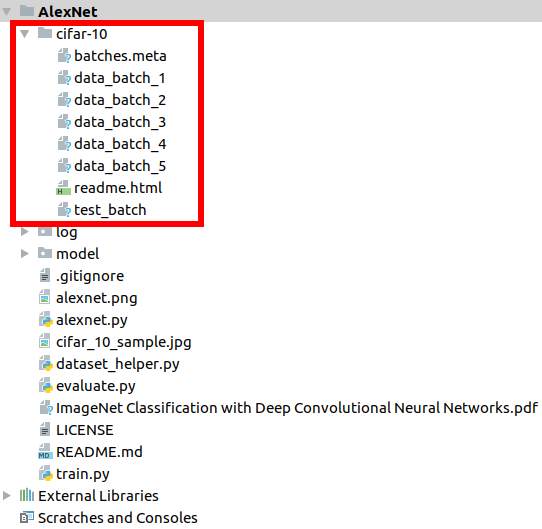 AlexNet
cifar-10
batches.meta
data_batch_1
data_batch_2
data_batch_3
data_batch_4
data_batch_5
readme.html
test_batch
log
model
.gitignore
alexnet.png
alexnet.py
cifar_10_sample.jpg
dataset_helper.py
evaluate.py
ImageNet Classification with Deep Convolutional Neural Networks.pdf
LICENSE
README.md
train.py
External Libraries
Scratches and Consoles